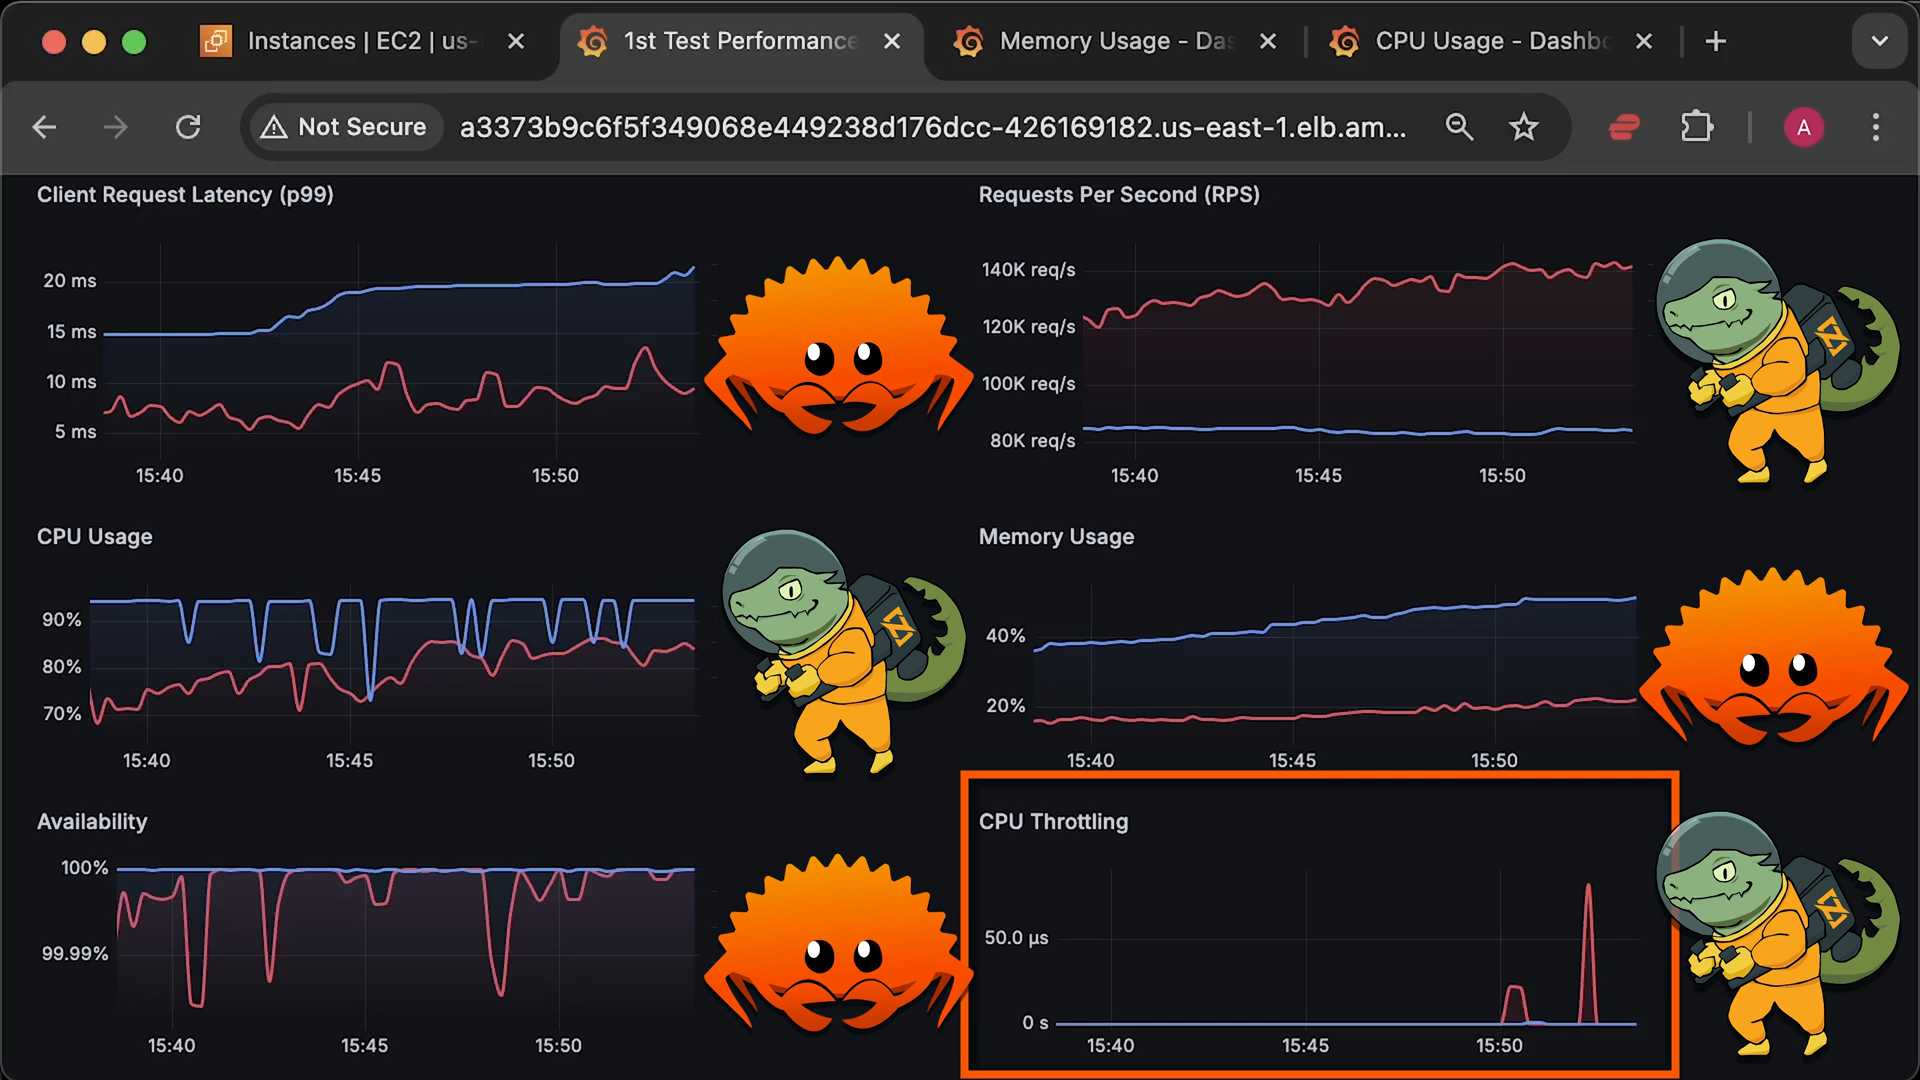 Instances | EC2 | us-
1st Test Performance
Memory Usage - Das
CPU Usage - Dashbo
Not Secure
a3373b9c6f5f349068e449238d176dcc-426169182.us-east-1.elb.am...
A
Client Request Latency (p99)
20 ms
15 ms
10 ms
5 ms
15:40 15:45 15:50
Requests Per Second (RPS)
140K req/s
120K req/s
100K req/s
80K req/s
15:40 15:45 15:50
CPU Usage
90%
80%
70%
15:40 15:45 15:50
Memory Usage
40%
20%
15:40 15:45 15:50
Availability
100%
99.99%
15:40 15:45 15:50
CPU Throttling
50.0 µs
0 s
15:40 15:45 15:50